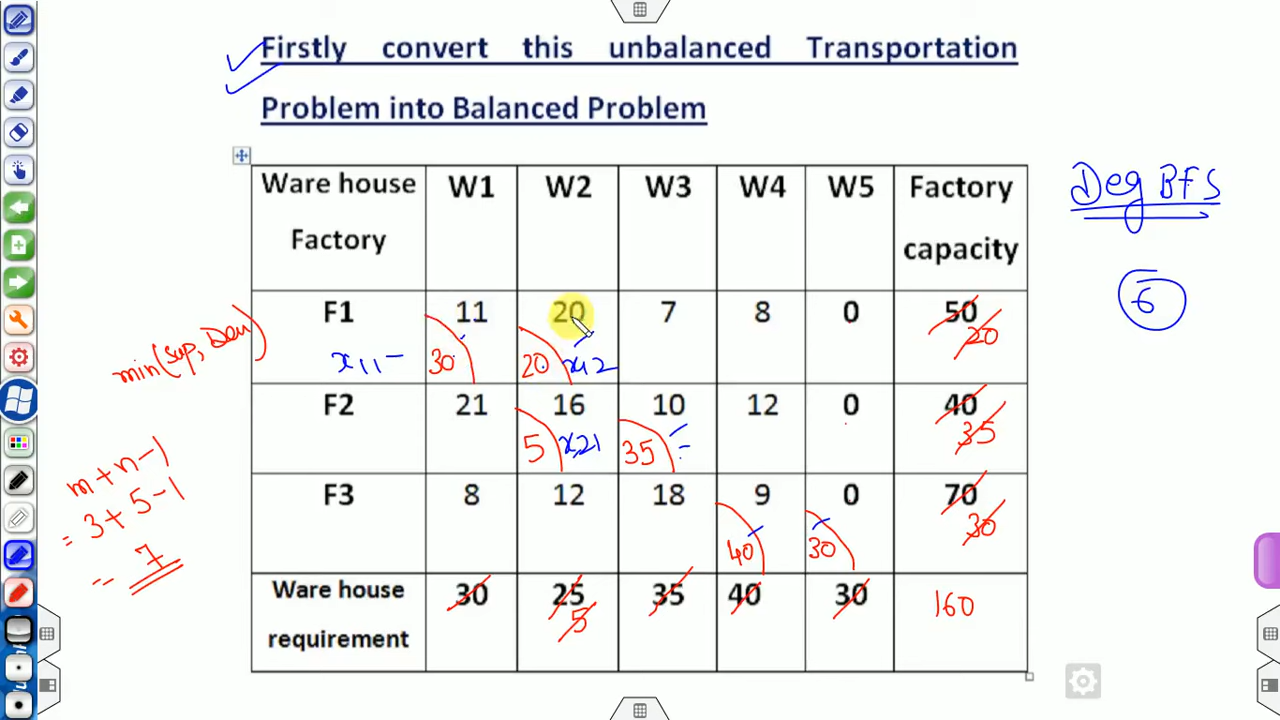 Firstly convert this unbalanced Transportation
Problem into Balanced Problem
Ware house Factory W1 W2 W3 W4 W5 Factory capacity
F1 11 20 7 8 0 50 20
x11 30 20 x12
F2 21 16 10 12 0 40 35
5 x21 35
F3 8 12 18 9 0 70 30
40 30
Ware house requirement 30 25 5 35 40 30 160
min(Sup, Dem)
m+n-1
= 3+5-1
= 7
Deg BFS
6